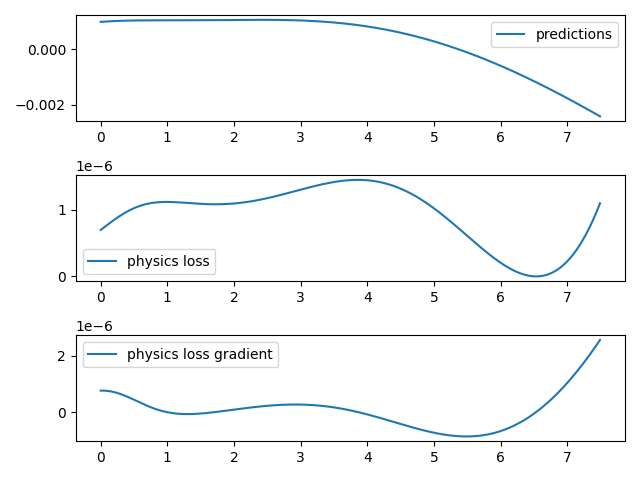 predictions
0.000
−0.002
0 1 2 3 4 5 6 7
1e−6
1
0
physics loss
0 1 2 3 4 5 6 7
1e−6
physics loss gradient
2
0
0 1 2 3 4 5 6 7